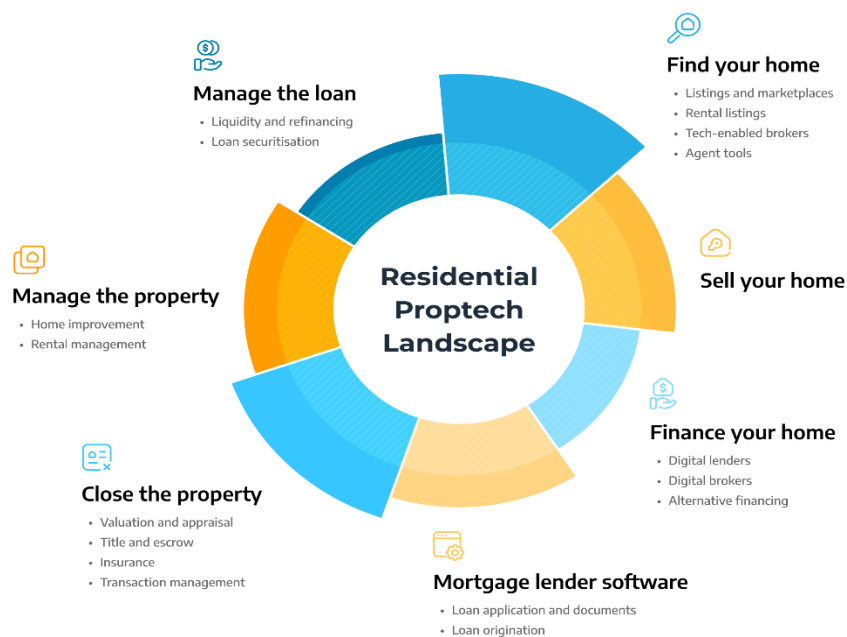 Residential
Proptech
Landscape
Find your home
• Listings and marketplaces
• Rental listings
• Tech-enabled brokers
• Agent tools
Sell your home
Finance your home
• Digital lenders
• Digital brokers
• Alternative financing
Mortgage lender software
• Loan application and documents
• Loan origination
Close the property
• Valuation and appraisal
• Title and escrow
• Insurance
• Transaction management
Manage the property
• Home improvement
• Rental management
Manage the loan
• Liquidity and refinancing
• Loan securitisation